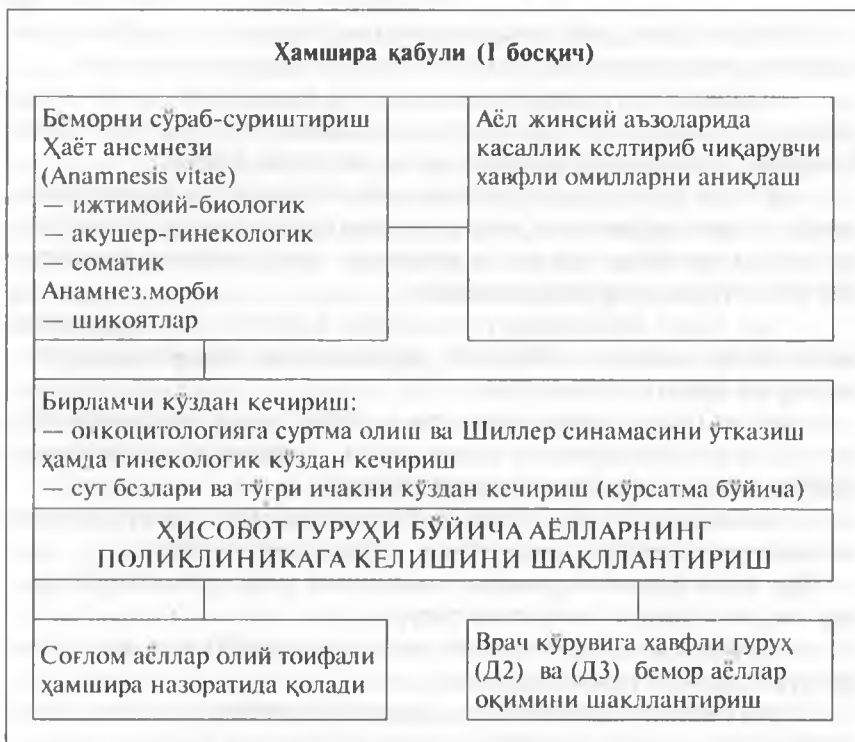 Ҳамшира қабули (I босқич)
Беморни сўраб-суриштириш
Ҳаёт анемнези
(Anamnesis vitae)
— ижтимоий-биологик
— акушер-гинекологик
— соматик
Анамнез.морби
— шикоятлар
Аёл жинсий аъзоларида
касаллик келтириб чиқарувчи
хавфли омилларни аниқлаш
Бирламчи кўздан кечириш:
— онкоцитологияга суртма олиш ва Шиллер синамасини ўтказиш
ҳамда гинекологик кўздан кечириш
— сут безлари ва тўғри ичакни кўздан кечириш (кўрсатма бўйича)
ҲИСОБОТ ГУРУҲИ БЎЙИЧА АЁЛЛАРНИНГ
ПОЛИКЛИНИКАГА КЕЛИШИНИ ШАКЛЛАНТИРИШ
Соғлом аёллар олий тоифали
ҳамшира назоратида қолади
Врач кўрувига хавфли гуруҳ
(Д2) ва (Д3) бемор аёллар
оқимини шакллантириш